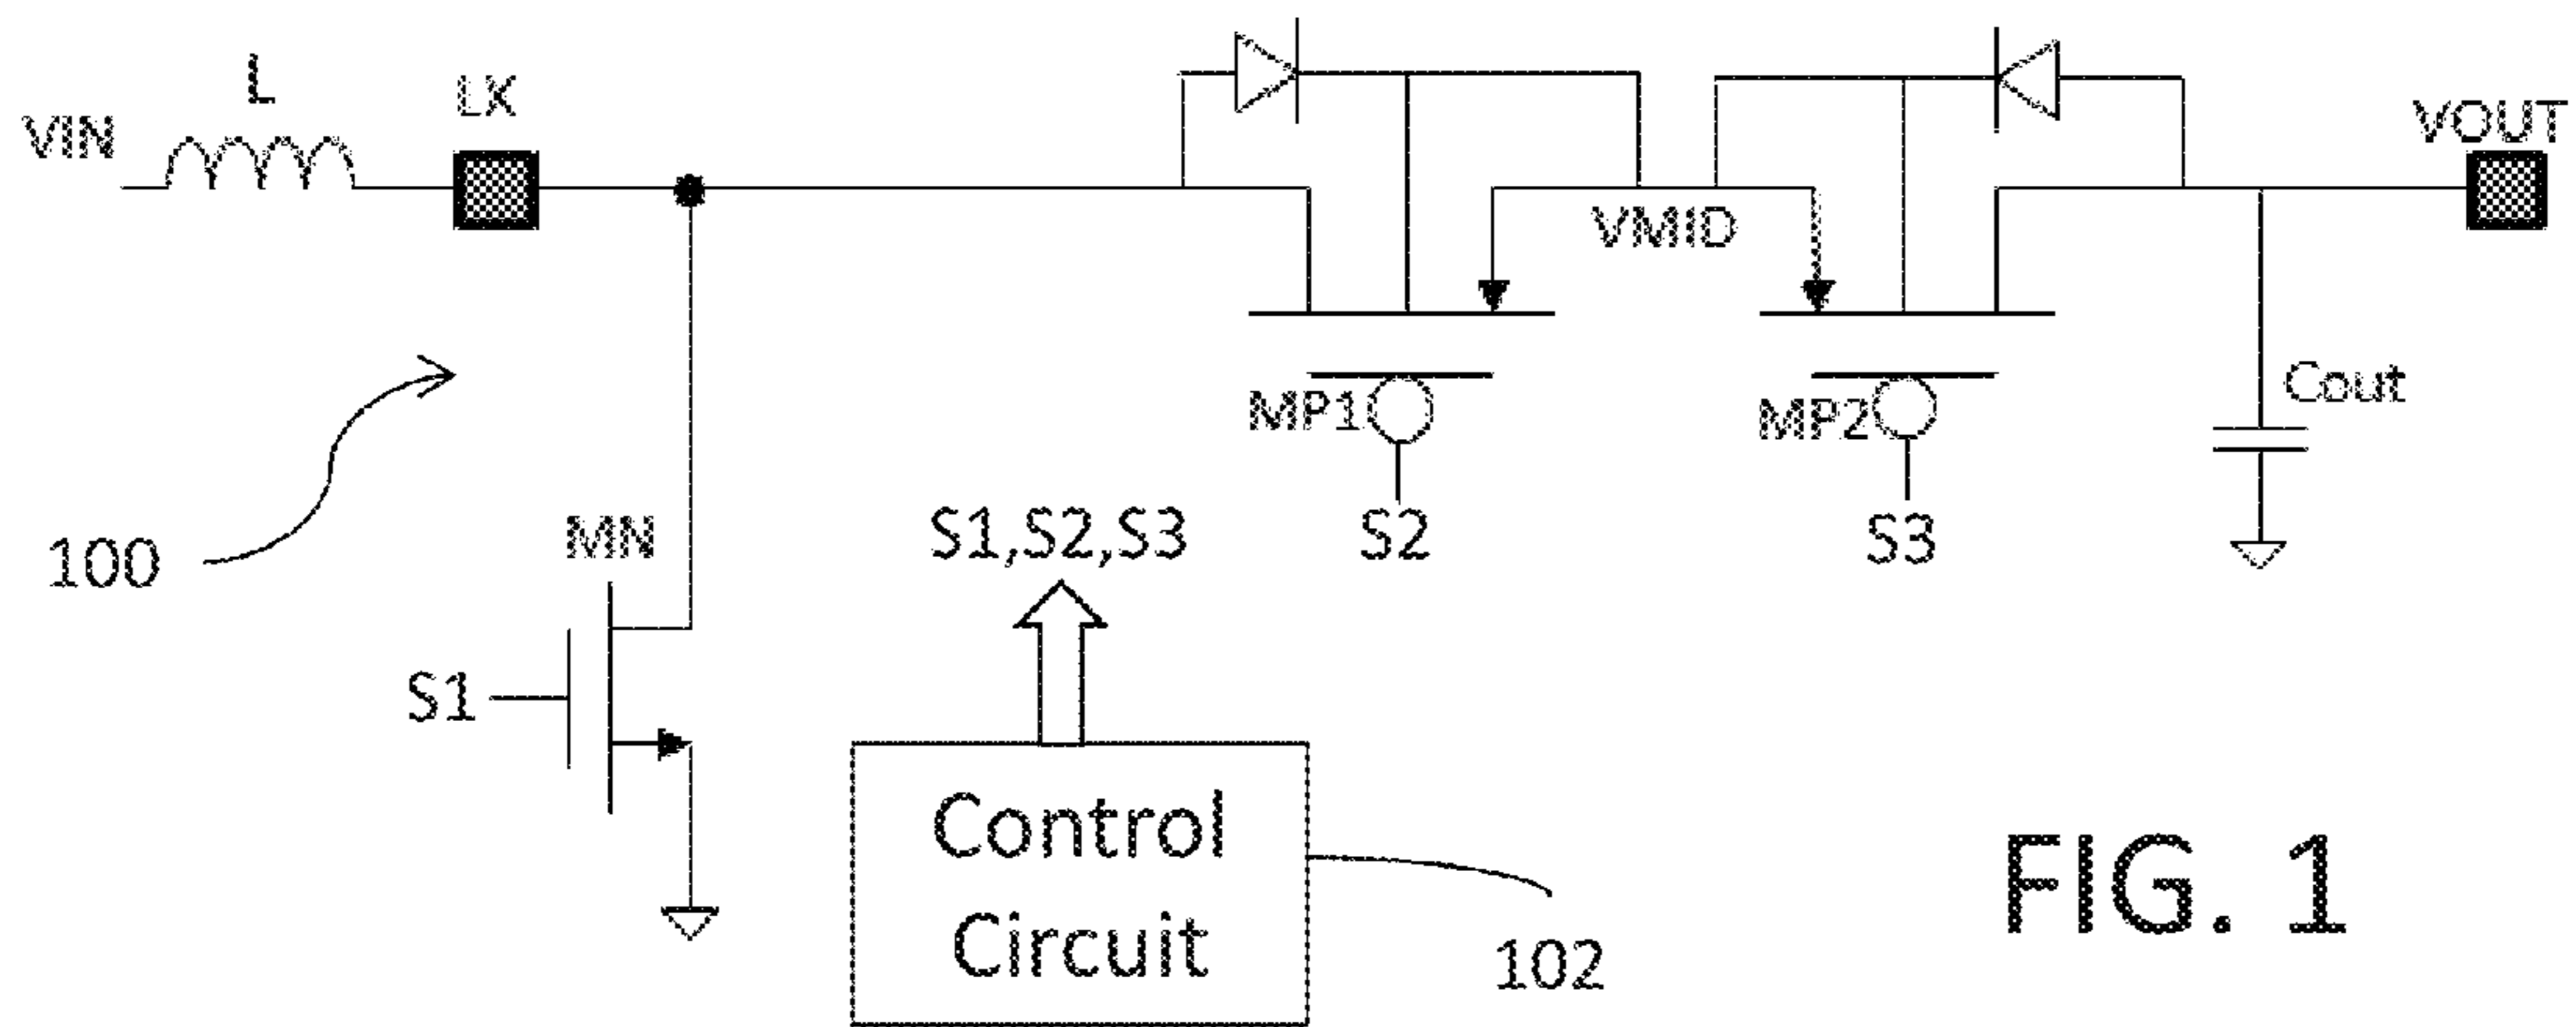 L
LX
VIN
VOUT
VMID
Cout
MP1
MP2
S1,S2,S3
S2
S3
MN
100
S1
Control
Circuit
102
FIG. 1